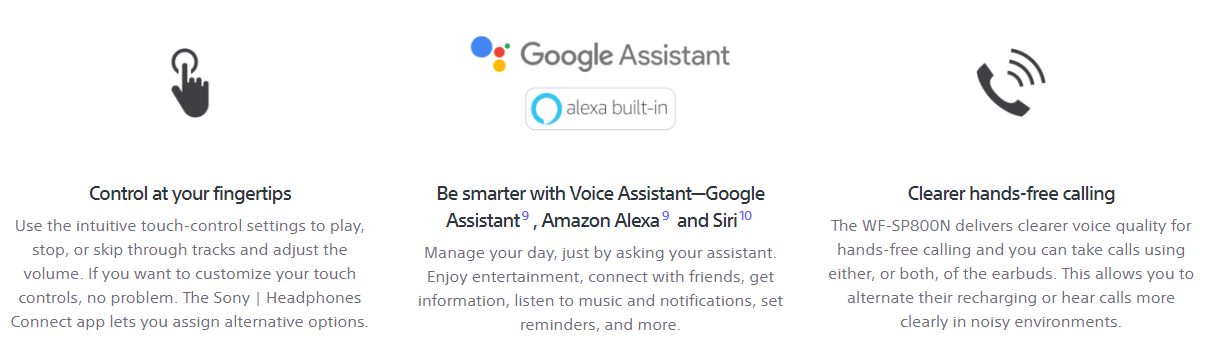 Google Assistant
alexa built-in
Control at your fingertips
Use the intuitive touch-control settings to play,
stop, or skip through tracks and adjust the
volume. If you want to customize your touch
controls, no problem. The Sony | Headphones
Connect app lets you assign alternative options.
Be smarter with Voice Assistant—Google
Assistant9 , Amazon Alexa9 and Siri10
Manage your day, just by asking your assistant.
Enjoy entertainment, connect with friends, get
information, listen to music and notifications, set
reminders, and more.
Clearer hands-free calling
The WF-SP800N delivers clearer voice quality for
hands-free calling and you can take calls using
either, or both, of the earbuds. This allows you to
alternate their recharging or hear calls more
clearly in noisy environments.